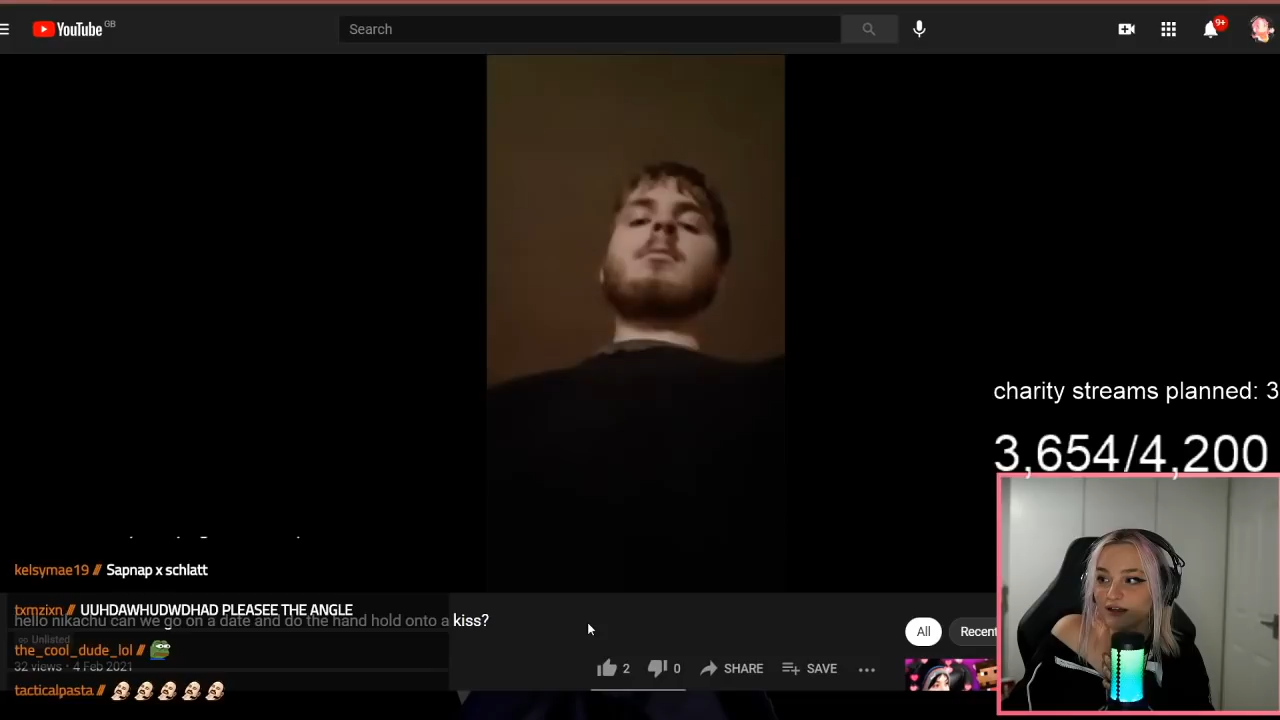 YouTube GB
Search
9+
charity streams planned: 3
3,654/4,200
kelsymae19 // Sapnap x schlatt
txmzixn // UUHDAWHUDWDHAD PLEASEE THE ANGLE
hello nikachu can we go on a date and do the hand hold onto a kiss?
Unlisted
the_cool_dude_lol //
32 views · 4 Feb 2021
tacticalpasta //
2
0
SHARE
SAVE
All
Recent